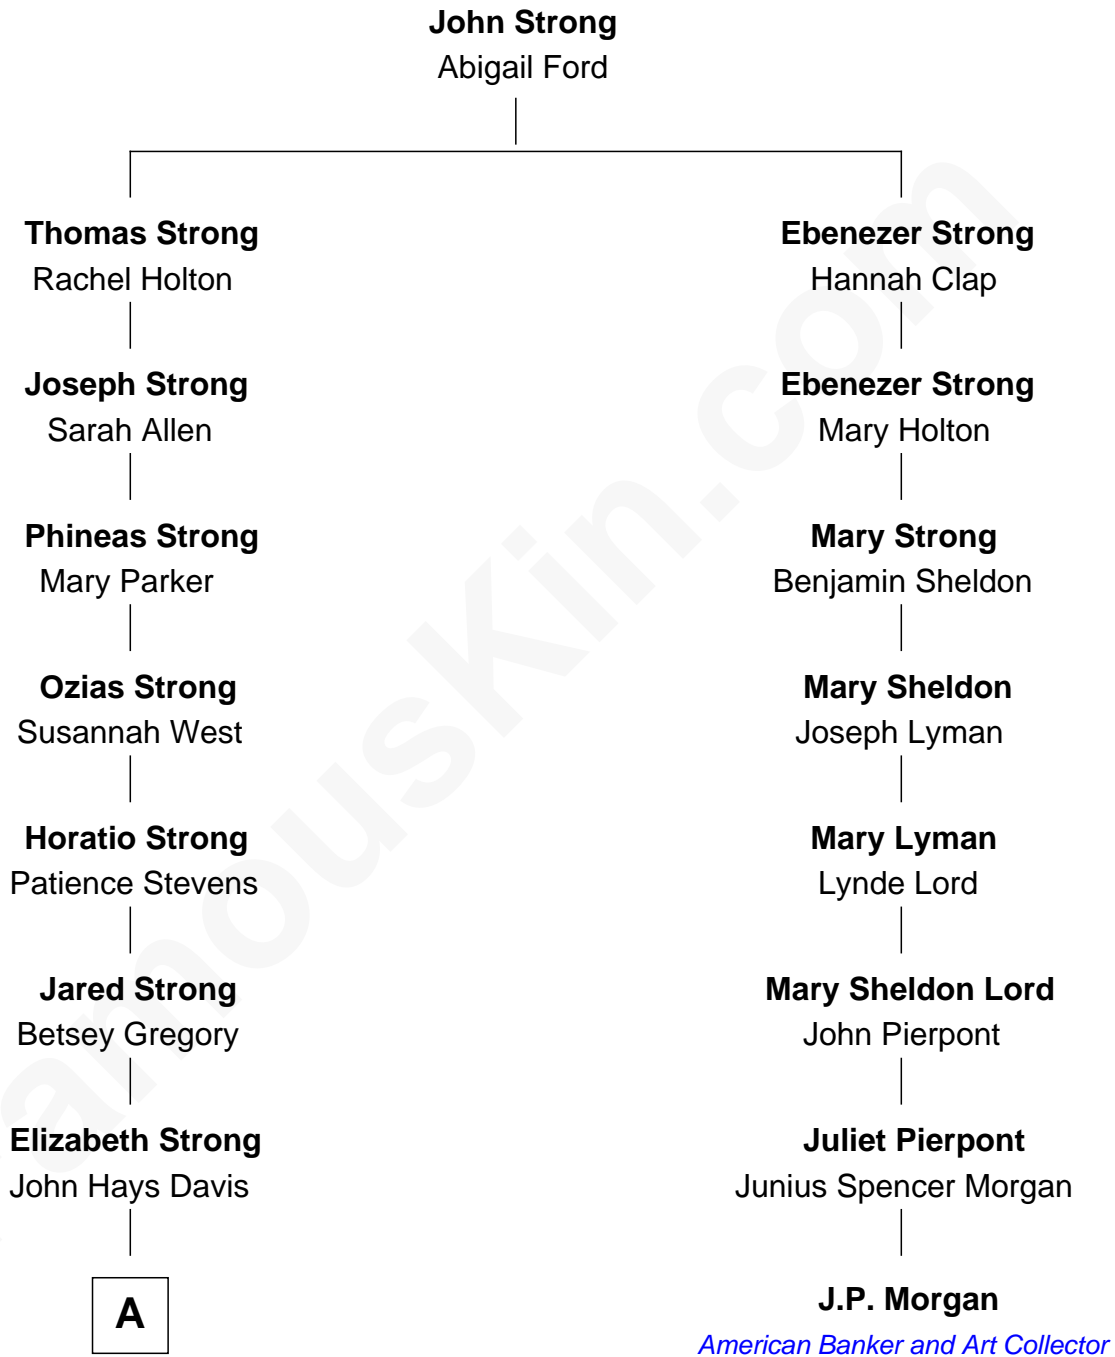 John Strong
Abigail Ford
Thomas Strong
Rachel Holton
Ebenezer Strong
Hannah Clap
Joseph Strong
Sarah Allen
Ebenezer Strong
Mary Holton
Phineas Strong
Mary Parker
Mary Strong
Benjamin Sheldon
Ozias Strong
Susannah West
Mary Sheldon
Joseph Lyman
Horatio Strong
Patience Stevens
Mary Lyman
Lynde Lord
Jared Strong
Betsey Gregory
Mary Sheldon Lord
John Pierpont
Elizabeth Strong
John Hays Davis
Juliet Pierpont
Junius Spencer Morgan
A
J.P. Morgan
American Banker and Art Collector
amouskin.com